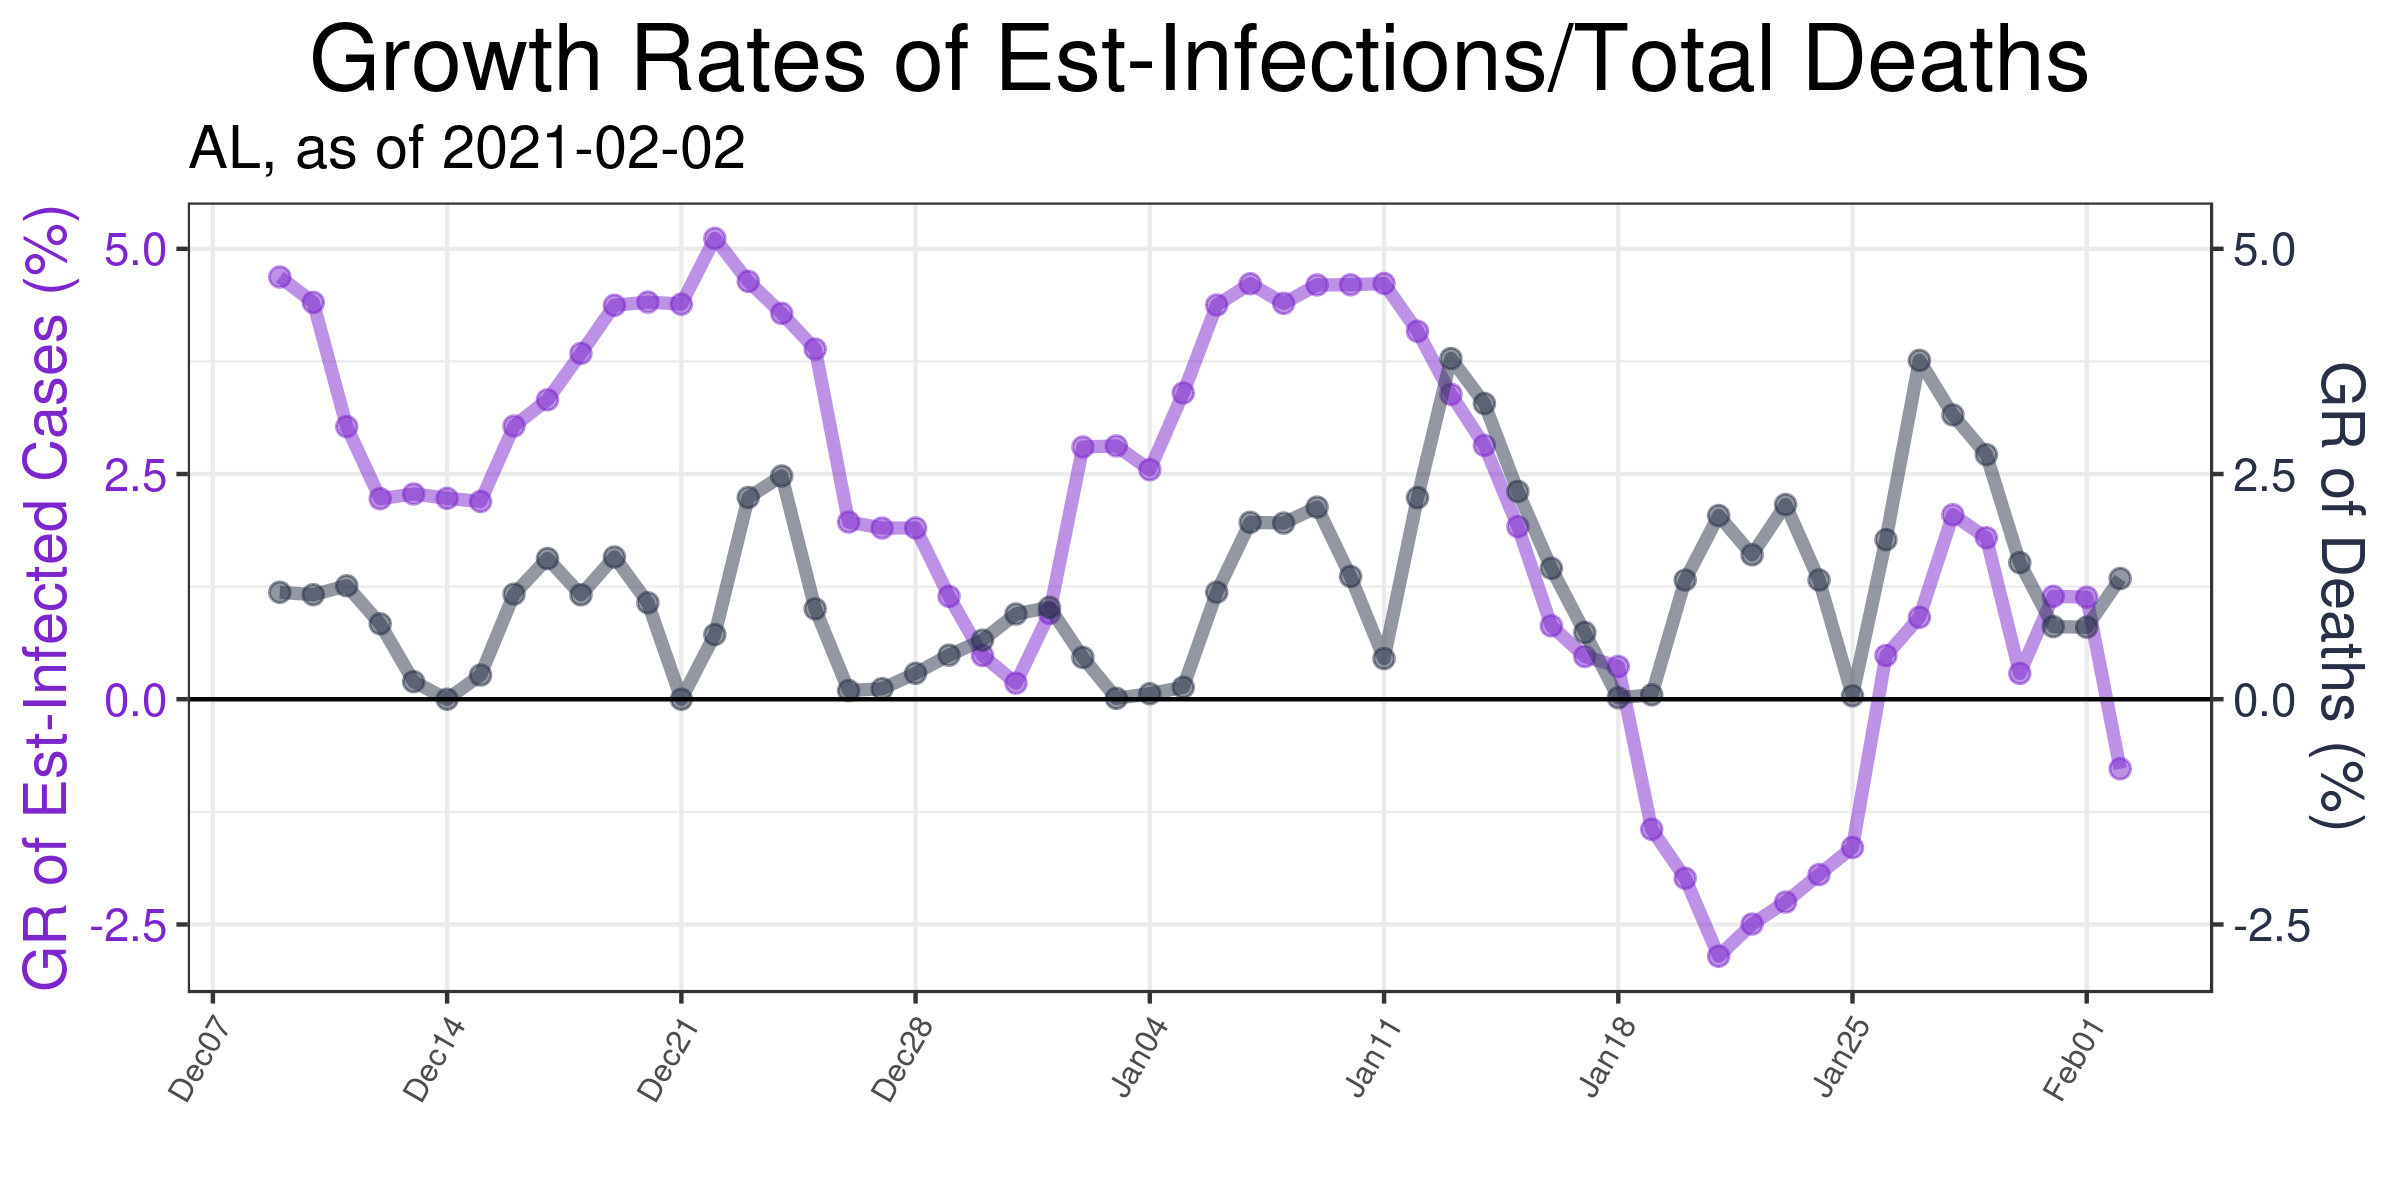 Growth Rates of Est-Infections/Total Deaths
AL, as of 2021-02-02
GR of Est-Infected Cases (%)
5.0
2.5
0.0
-2.5
5.0
2.5
0.0
-2.5
GR of Deaths (%)
Dec07
Dec14
Dec21
Dec28
Jan04
Jan11
Jan18
Jan25
Feb01